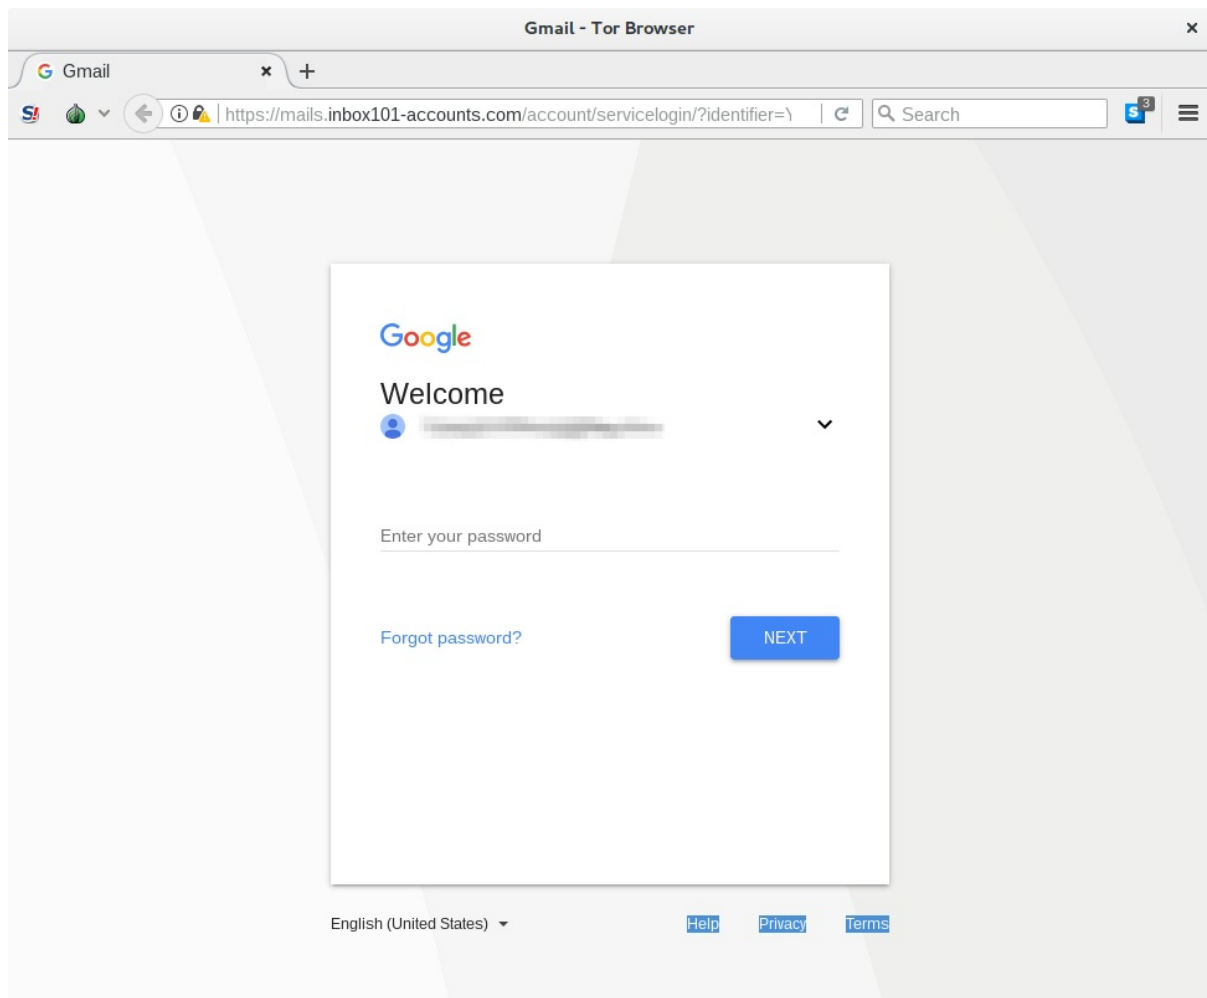 Gmail - Tor Browser
Gmail
https://mails.inbox101-accounts.com/account/servicelogin/?identifier=
Search
3
Google
Welcome
Enter your password
Forgot password?
NEXT
English (United States)
Help Privacy Terms